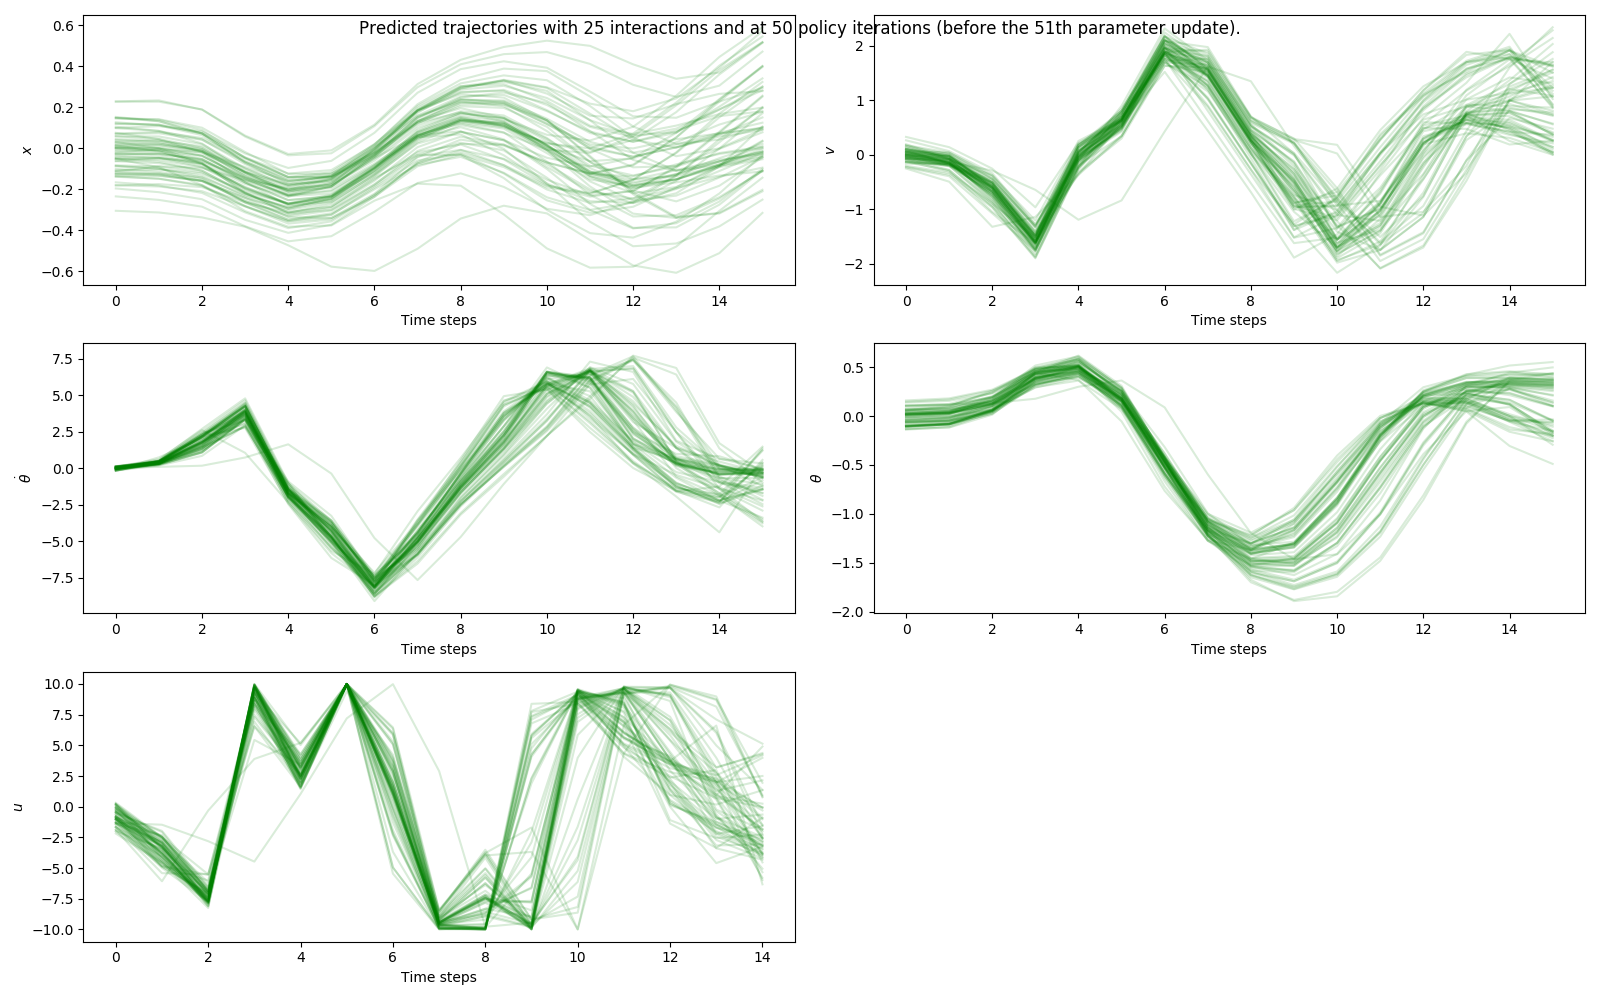 Predicted trajectories with 25 interactions and at 50 policy iterations (before the 51th parameter update).
0.6
0.4
0.2
0.0
−0.2
−0.4
−0.6
x
0 2 4 6 8 10 12 14
Time steps
2
1
0
−1
−2
v
0 2 4 6 8 10 12 14
Time steps
7.5
5.0
2.5
0.0
−2.5
−5.0
−7.5
θ̇
0 2 4 6 8 10 12 14
Time steps
0.5
0.0
−0.5
−1.0
−1.5
−2.0
θ
0 2 4 6 8 10 12 14
Time steps
10.0
7.5
5.0
2.5
0.0
−2.5
−5.0
−7.5
−10.0
u
0 2 4 6 8 10 12 14
Time steps